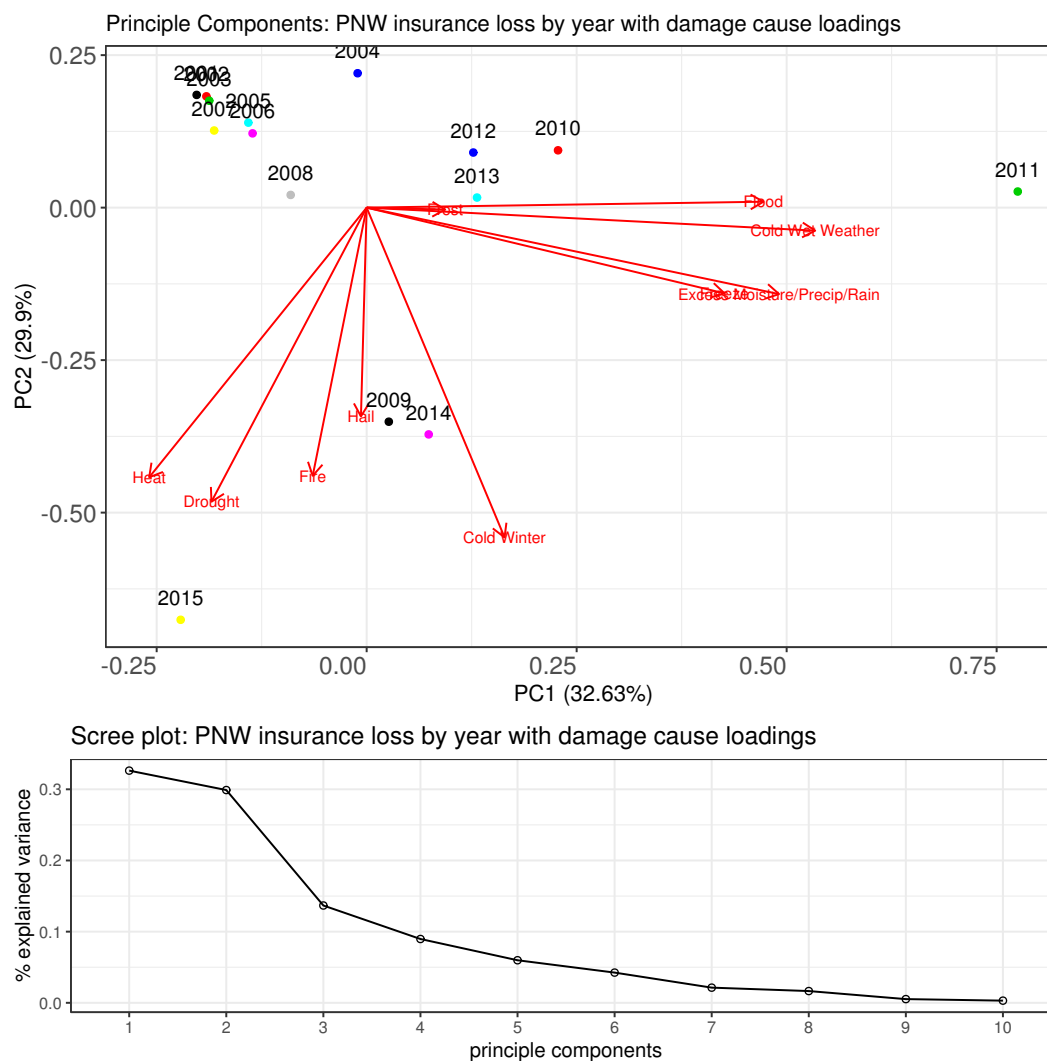 Principle Components: PNW insurance loss by year with damage cause loadings
0.25
0.00
-0.25
-0.50
PC2 (29.9%)
2004
2003
2005
2007
2006
2008
2012
2010
2013
2011
Frost
Flood
Cold Wet Weather
Excess Moisture/Precip/Rain
Freeze
Hail
2009
2014
Heat
Fire
Drought
Cold Winter
2015
-0.25
0.00
0.25
0.50
0.75
PC1 (32.63%)
Scree plot: PNW insurance loss by year with damage cause loadings
% explained variance
0.3
0.2
0.1
0.0
1
2
3
4
5
6
7
8
9
10
principle components